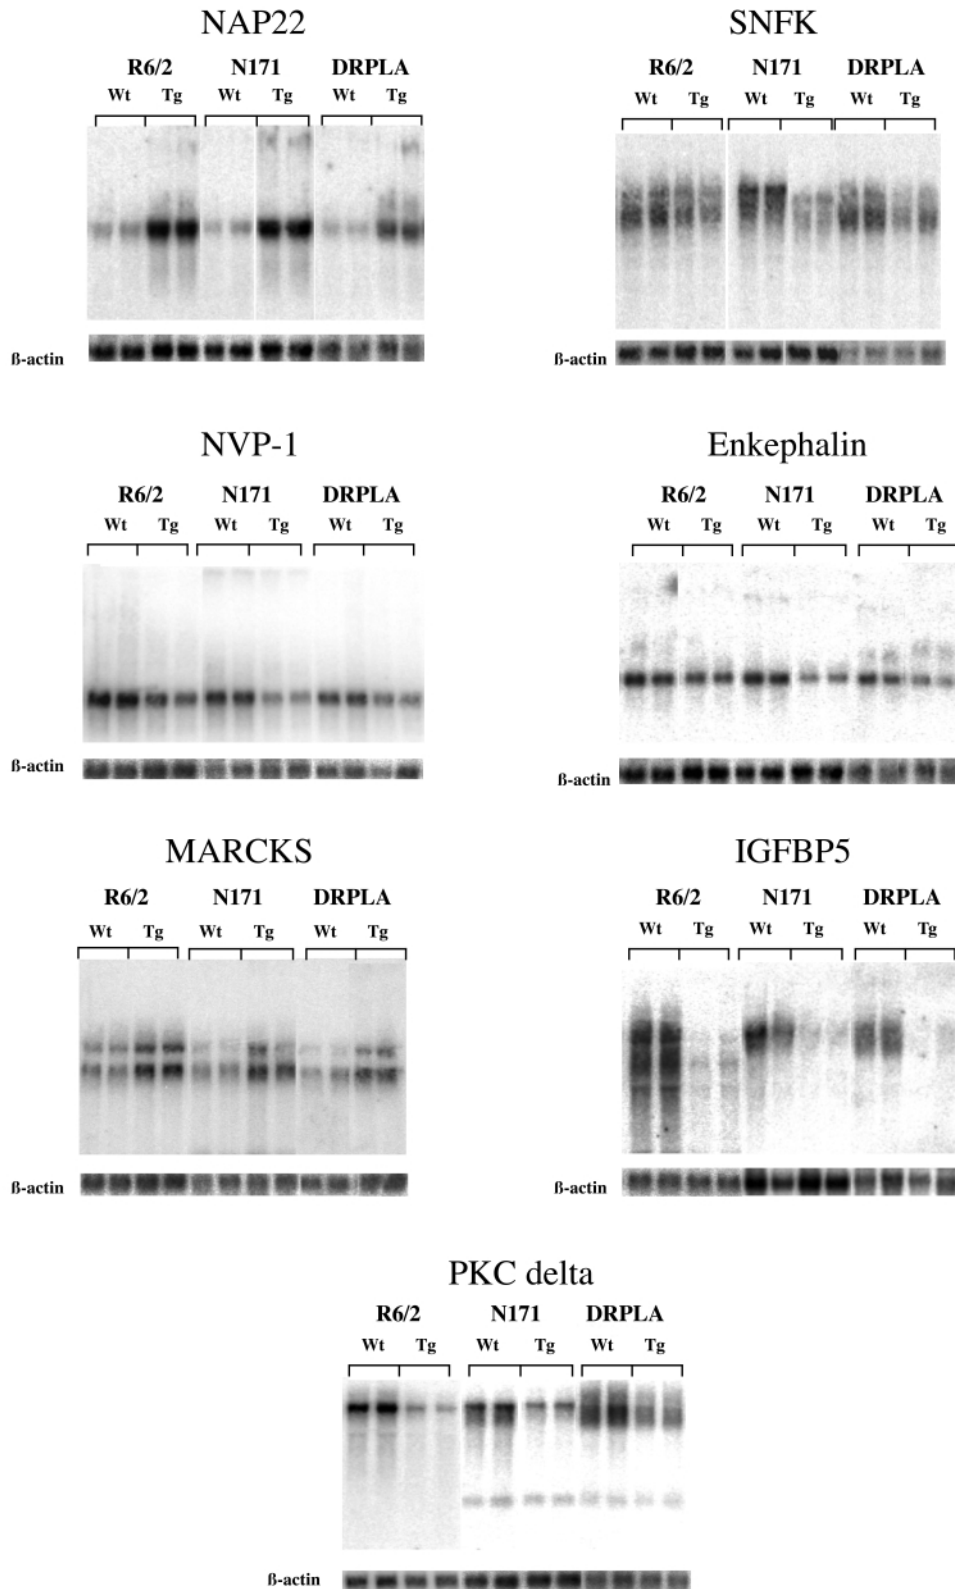 NAP22
R6/2 N171 DRPLA
Wt Tg Wt Tg Wt Tg
ß-actin
SNFK
R6/2 N171 DRPLA
Wt Tg Wt Tg Wt Tg
ß-actin
NVP-1
R6/2 N171 DRPLA
Wt Tg Wt Tg Wt Tg
ß-actin
Enkephalin
R6/2 N171 DRPLA
Wt Tg Wt Tg Wt Tg
ß-actin
MARCKS
R6/2 N171 DRPLA
Wt Tg Wt Tg Wt Tg
ß-actin
IGFBP5
R6/2 N171 DRPLA
Wt Tg Wt Tg Wt Tg
ß-actin
PKC delta
R6/2 N171 DRPLA
Wt Tg Wt Tg Wt Tg
ß-actin